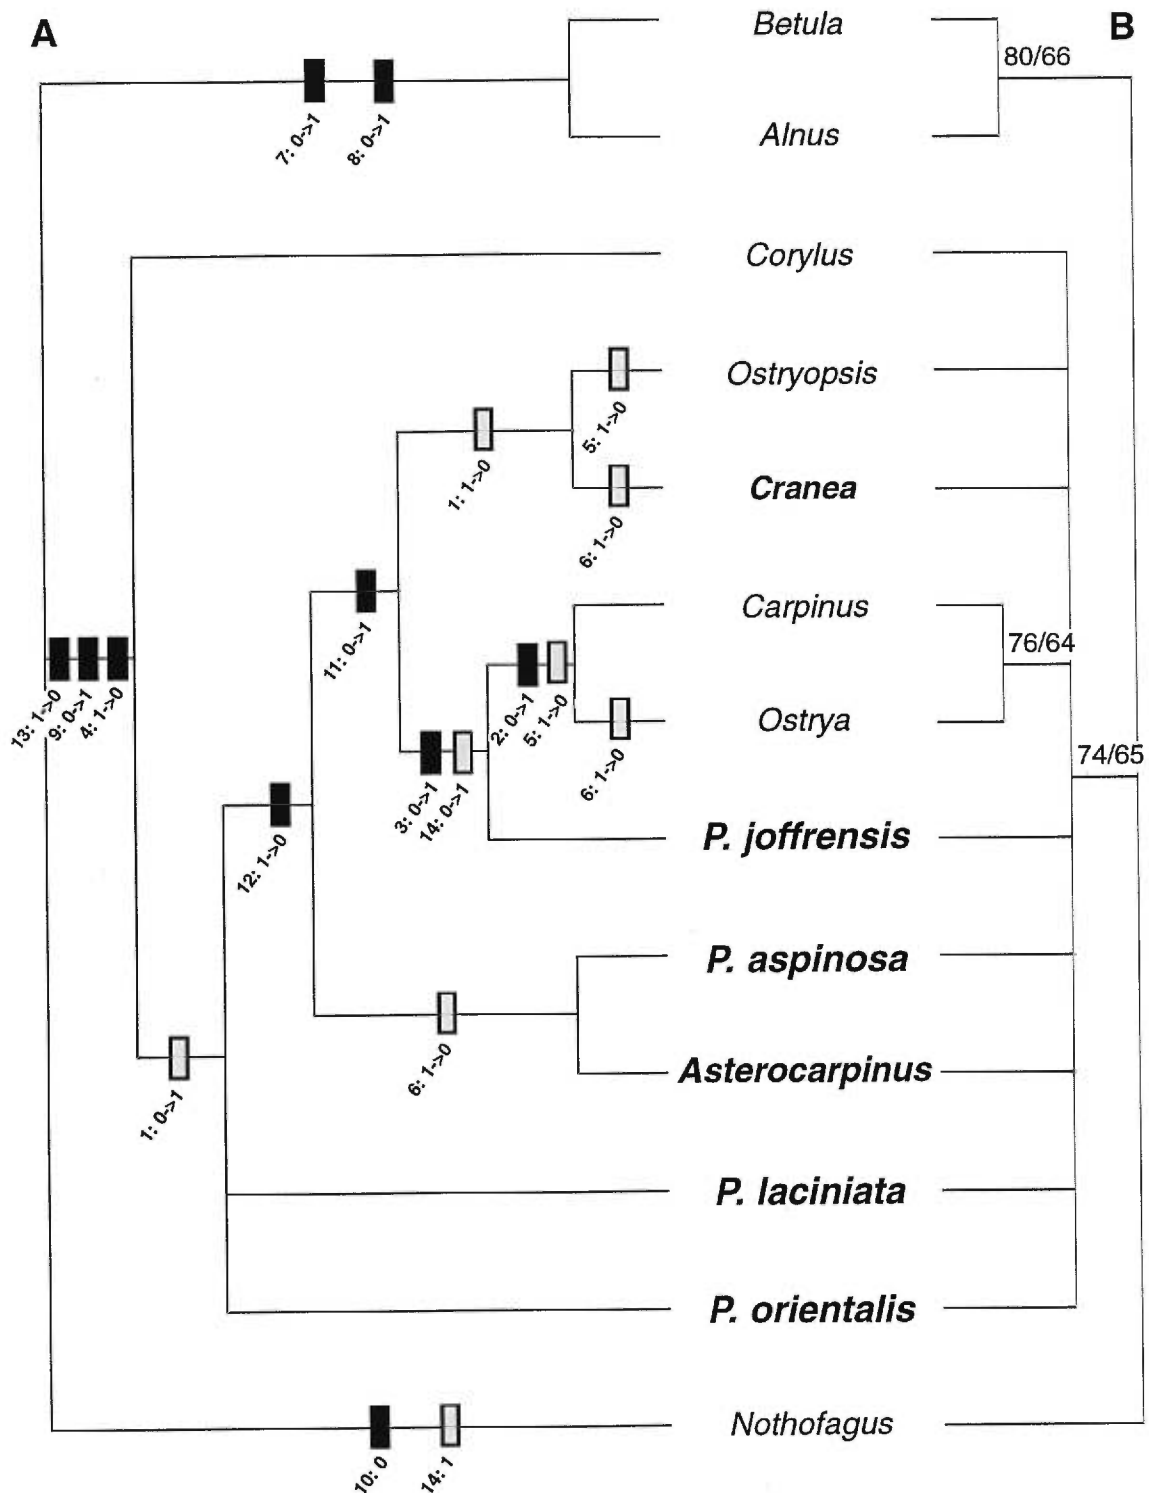 A
B
Betula
80/66
7: 0->1
8: 0->1
Alnus
Corylus
Ostryopsis
5: 1->0
1: 1->0
Cranea
6: 1->0
Carpinus
11: 0->1
76/64
13: 1->0
9: 0->1
4: 1->0
2: 0->1
5: 1->0
Ostrya
6: 1->0
74/65
3: 0->1
14: 0->1
12: 1->0
P. joffrensis
P. aspinosa
6: 1->0
Asterocarpinus
1: 0->1
P. laciniata
P. orientalis
Nothofagus
10: 0
14: 1